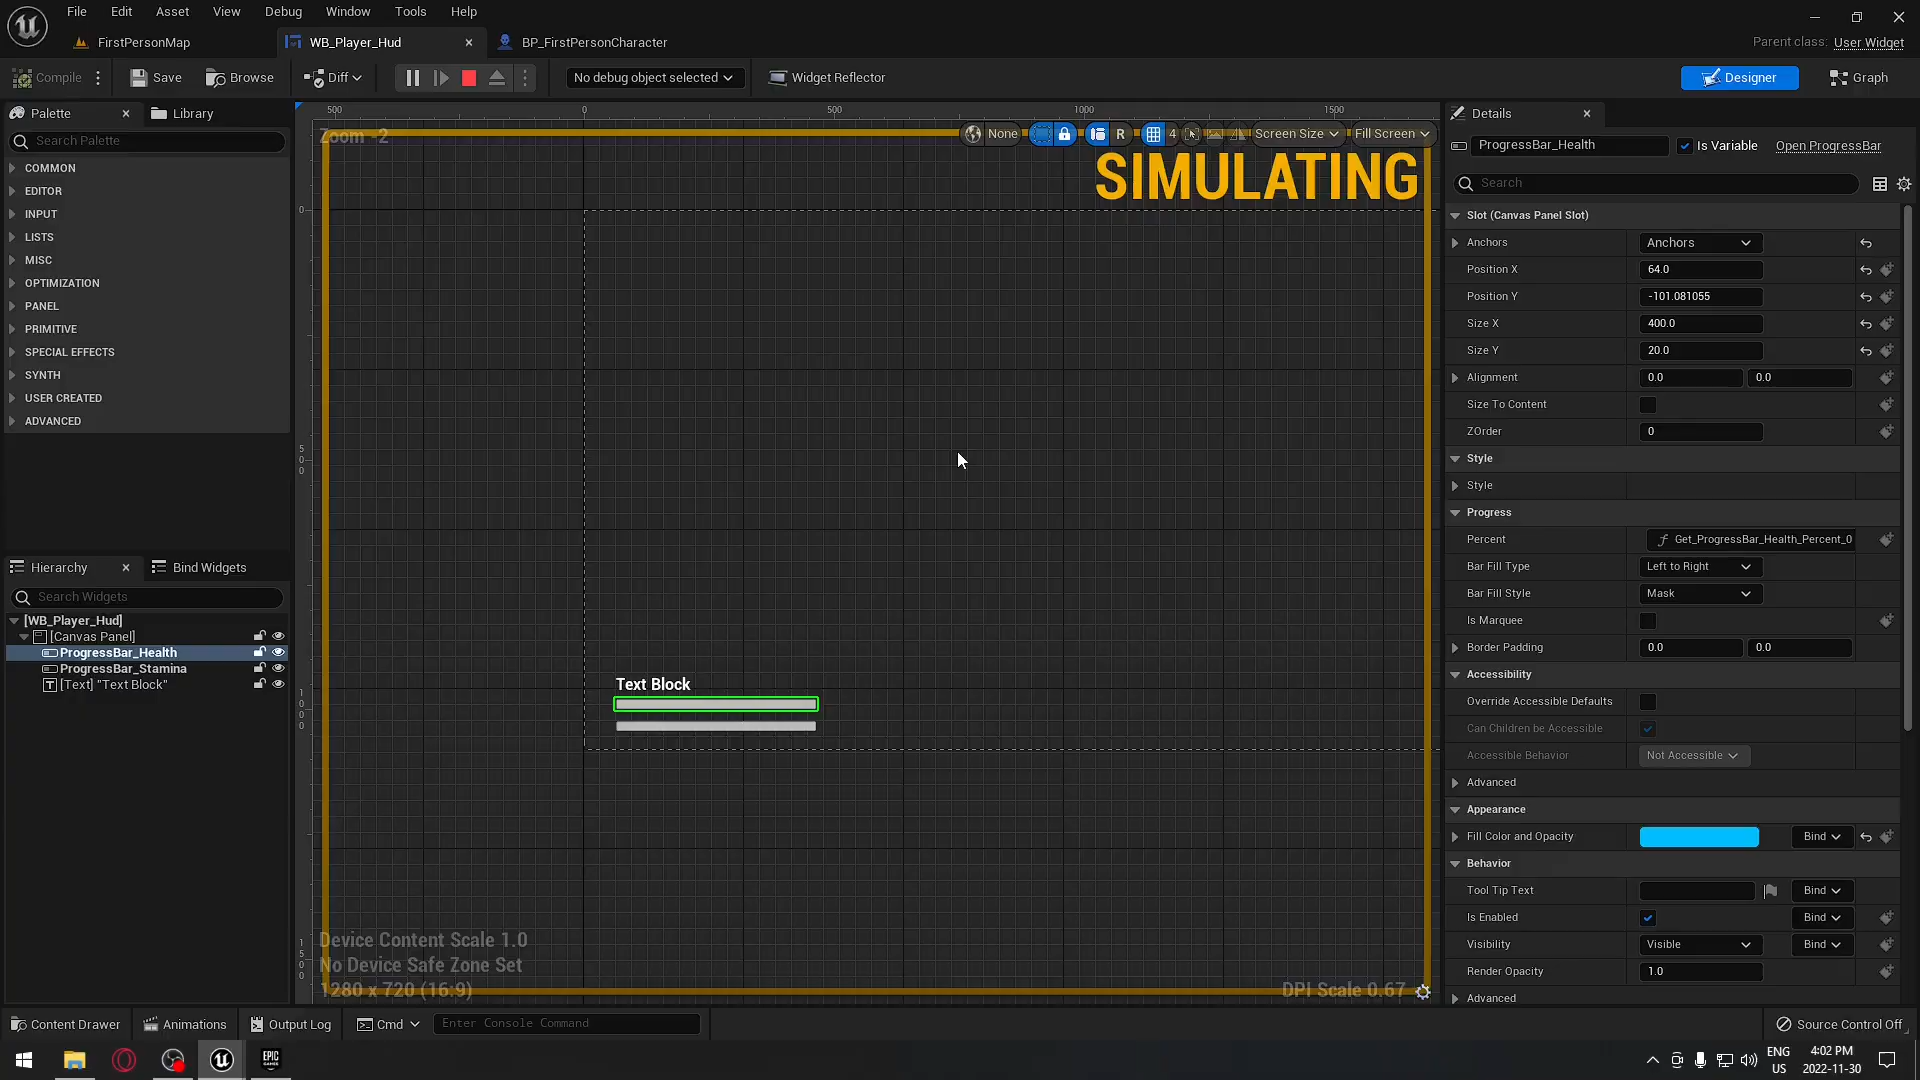 File Edit Asset View Debug Window Tools Help
FirstPersonMap WB_Player_Hud BP_FirstPersonCharacter
Parent class: User Widget
Compile Save Browse Diff No debug object selected Widget Reflector Designer Graph
Palette Library
Search Palette
COMMON
EDITOR
INPUT
LISTS
MISC
OPTIMIZATION
PANEL
PRIMITIVE
SPECIAL EFFECTS
SYNTH
USER CREATED
ADVANCED
Hierarchy Bind Widgets
Search Widgets
[WB_Player_Hud]
[Canvas Panel]
ProgressBar_Health
ProgressBar_Stamina
[Text] "Text Block"
500 0 500 1000 1500
Zoom -2
None R 4 Screen Size Fill Screen
SIMULATING
0
500
1000
1500
Text Block
Device Content Scale 1.0
No Device Safe Zone Set
1280 x 720 (16:9)
DPI Scale 0.67
Details
ProgressBar_Health Is Variable Open ProgressBar
Search
Slot (Canvas Panel Slot)
Anchors Anchors
Position X 64.0
Position Y -101.081055
Size X 400.0
Size Y 20.0
Alignment 0.0 0.0
Size To Content
ZOrder 0
Style
Style
Progress
Percent Get_ProgressBar_Health_Percent_0
Bar Fill Type Left to Right
Bar Fill Style Mask
Is Marquee
Border Padding 0.0 0.0
Accessibility
Override Accessible Defaults
Can Children be Accessible
Accessible Behavior Not Accessible
Advanced
Appearance
Fill Color and Opacity Bind
Behavior
Tool Tip Text Bind
Is Enabled Bind
Visibility Visible Bind
Render Opacity 1.0
Advanced
Content Drawer Animations Output Log Cmd Enter Console Command Source Control Off
EPIC GAMES
ENG
US
4:02 PM
2022-11-30